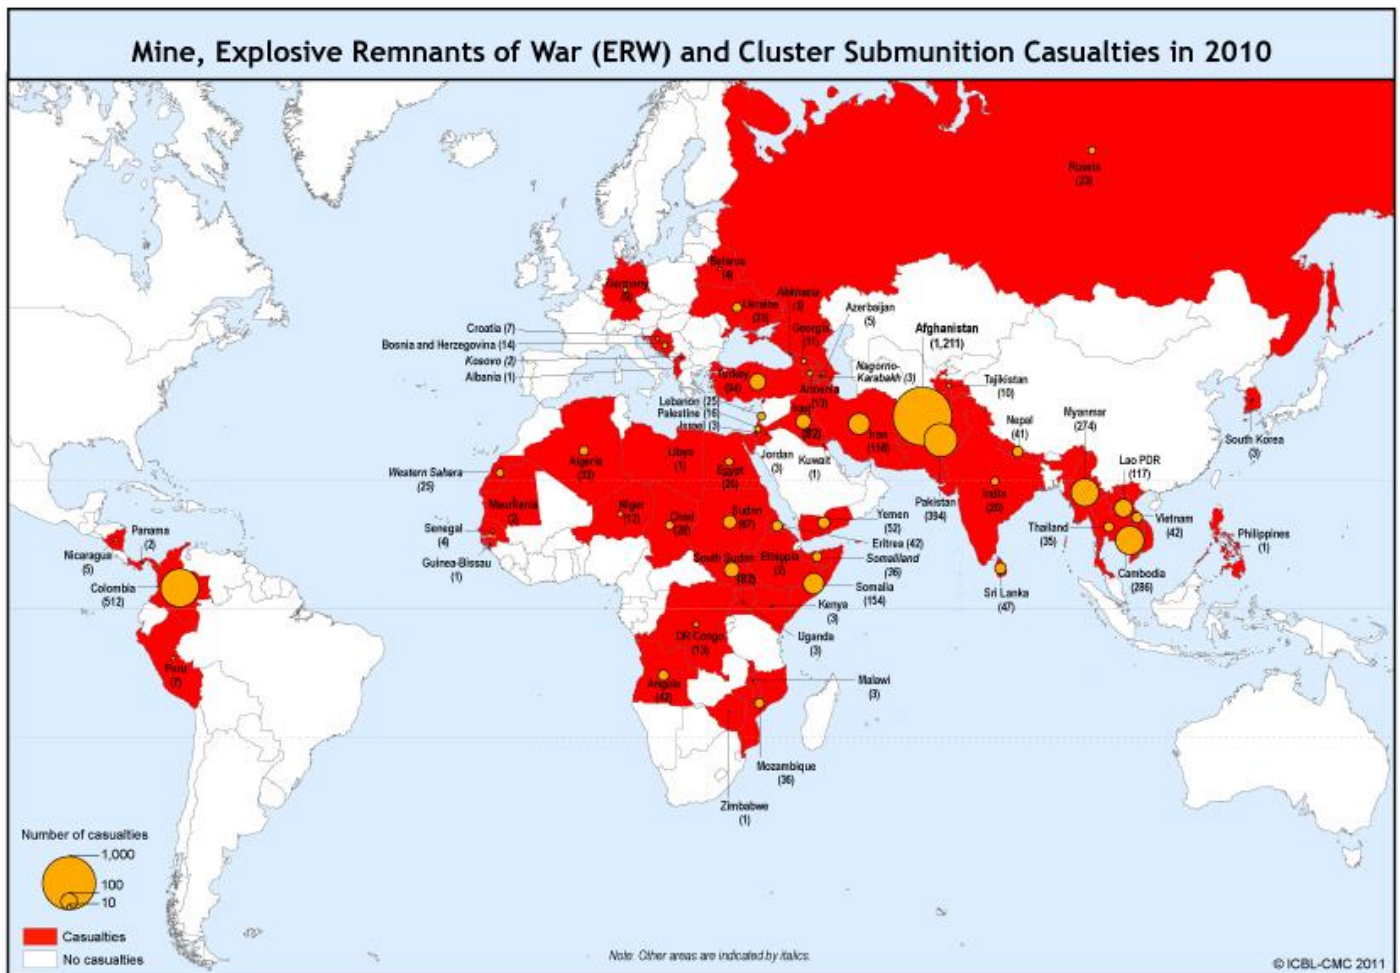 Mine, Explosive Remnants of War (ERW) and Cluster Submunition Casualties in 2010
Russia
(23)
Belarus
(4)
Germany
Ukraine
Abkhazia
Azerbaijan
(5)
Georgia
Afghanistan
(1,211)
Croatia (7)
Bosnia and Herzegovina (14)
Kosovo (2)
Albania (1)
Turkey
Nagorno-
Karabakh (3)
Armenia
(13)
Tajikistan
(10)
Lebanon (25)
Palestine (16)
Israel (3)
Iraq
(82)
Iran
Nepal
(41)
Myanmar
(274)
South Korea
(3)
Western Sahara
(25)
Algeria
(33)
Libya
(1)
Egypt
Jordan
(3)
Kuwait
(1)
Lao PDR
(117)
Mauritania
(2)
Niger
(12)
Chad
Sudan
(67)
Yemen
(52)
Pakistan
(394)
India
Senegal
(4)
Guinea-Bissau
(1)
Eritrea (42)
Thailand
(35)
Vietnam
(42)
Philippines
(1)
Panama
(2)
Nicaragua
(5)
Colombia
(512)
South Sudan
(82)
Ethiopia
Somaliland
(36)
Somalia
(154)
Kenya
(3)
Sri Lanka
(47)
Cambodia
(286)
DR Congo
(13)
Uganda
(3)
Peru
(7)
Angola
(42)
Malawi
(3)
Mozambique
(36)
Zimbabwe
(1)
Number of casualties
1,000
100
10
Casualties
No casualties
Note: Other areas are indicated by italics.
© ICBL-CMC 2011